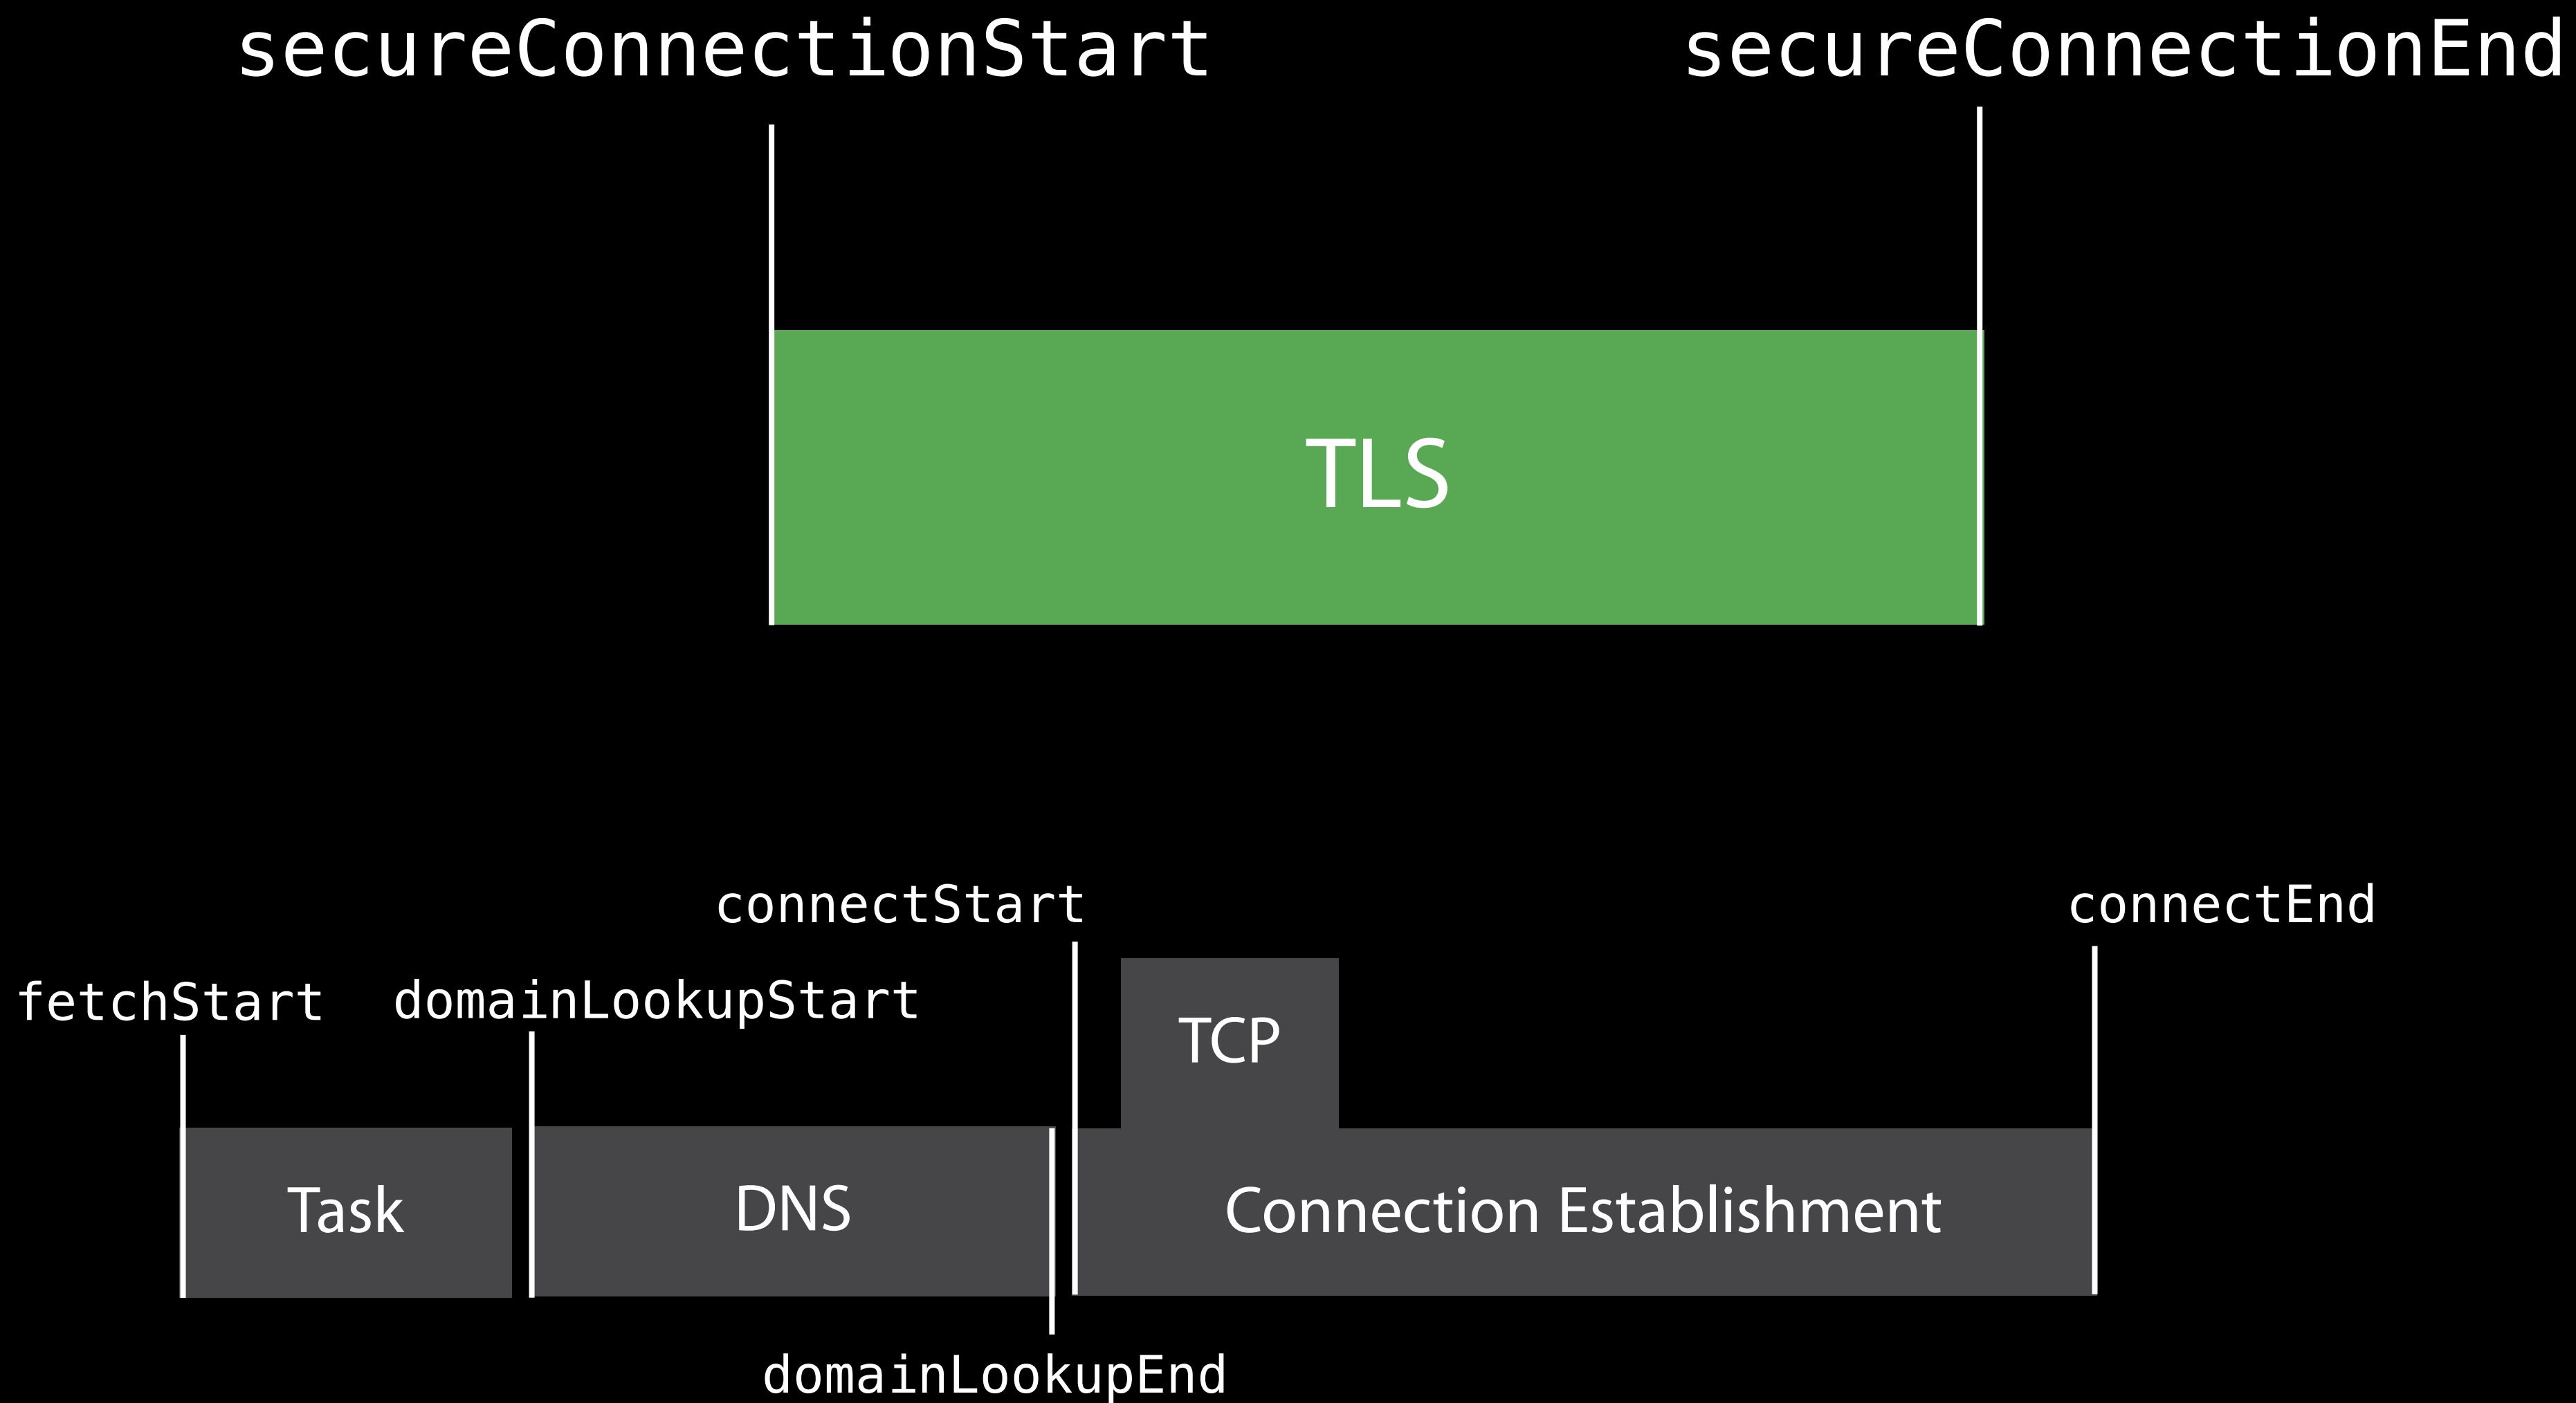 secureConnectionStart
secureConnectionEnd
TLS
connectStart
connectEnd
fetchStart
domainLookupStart
TCP
Task
DNS
Connection Establishment
domainLookupEnd